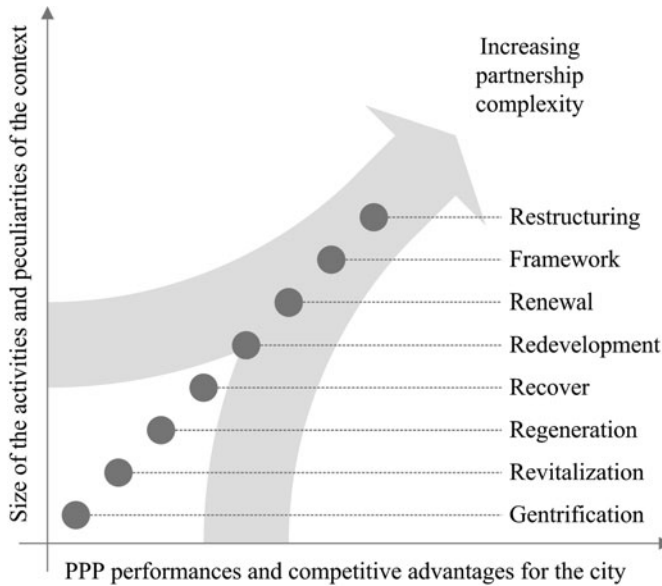 Increasing
partnership
complexity
Size of the activities and peculiarities of the context
Restructuring
Framework
Renewal
Redevelopment
Recover
Regeneration
Revitalization
Gentrification
PPP performances and competitive advantages for the city